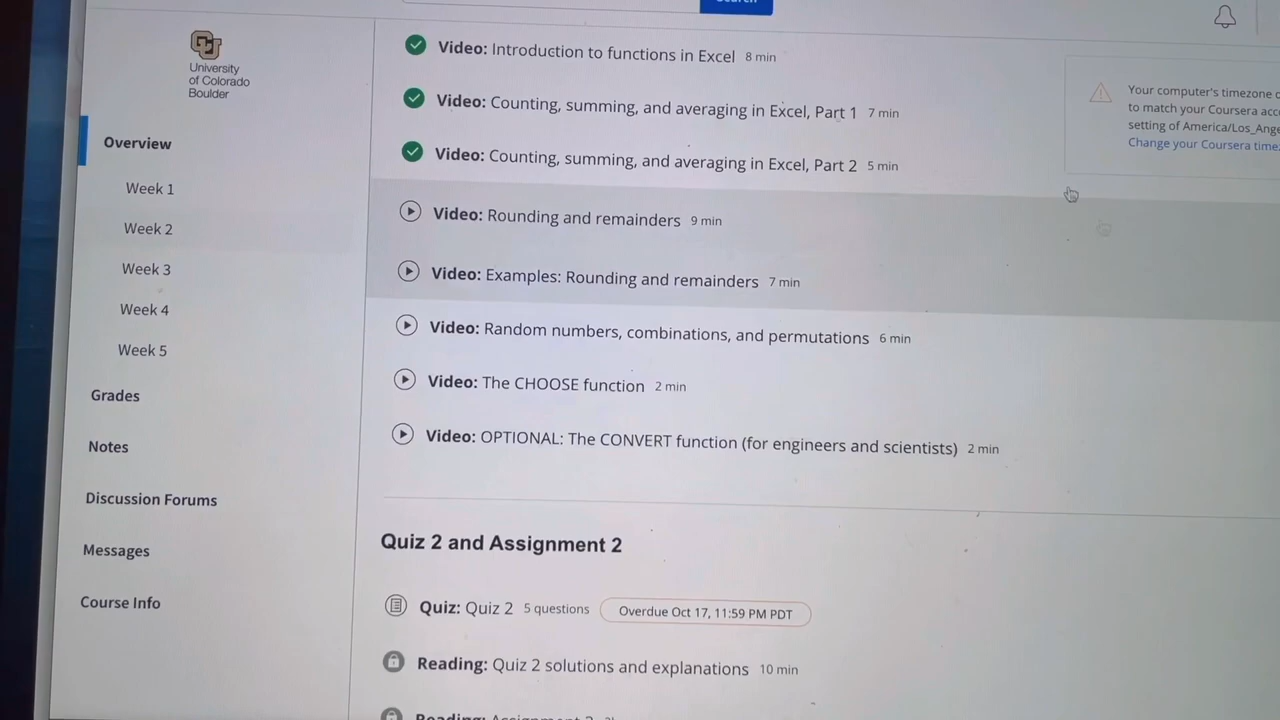 Search
University
of Colorado
Boulder
Overview
Week 1
Week 2
Week 3
Week 4
Week 5
Grades
Notes
Discussion Forums
Messages
Course Info
Video: Introduction to functions in Excel 8 min
Video: Counting, summing, and averaging in Excel, Part 1 7 min
Video: Counting, summing, and averaging in Excel, Part 2 5 min
Video: Rounding and remainders 9 min
Video: Examples: Rounding and remainders 7 min
Video: Random numbers, combinations, and permutations 6 min
Video: The CHOOSE function 2 min
Video: OPTIONAL: The CONVERT function (for engineers and scientists) 2 min
Quiz 2 and Assignment 2
Quiz: Quiz 2 5 questions Overdue Oct 17, 11:59 PM PDT
Reading: Quiz 2 solutions and explanations 10 min
Reading: Assignment 2
Your computer's timezone
to match your Coursera
setting of
Change your Coursera